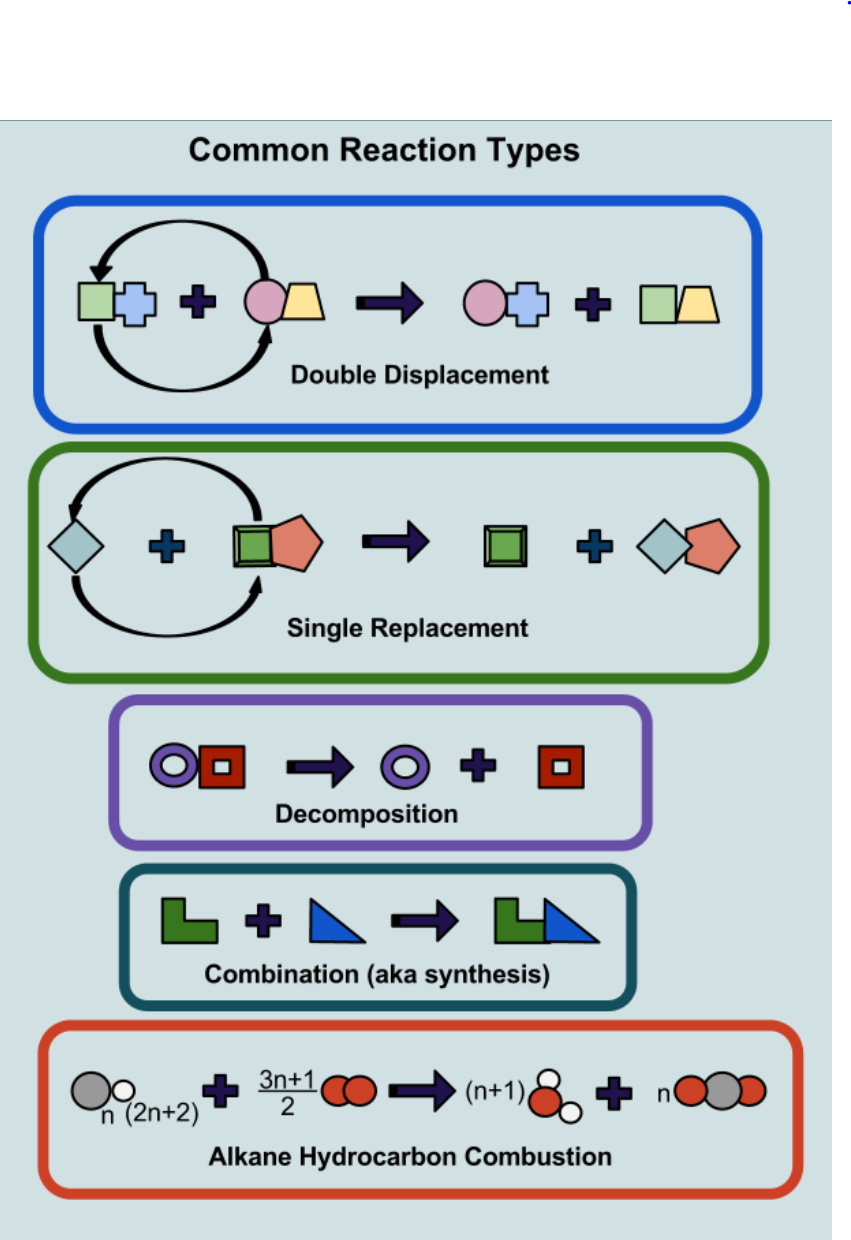 Common Reaction Types
Double Displacement
Single Replacement
Decomposition
Combination (aka synthesis)
n (2n+2) 3n+1/2 (n+1) n
Alkane Hydrocarbon Combustion